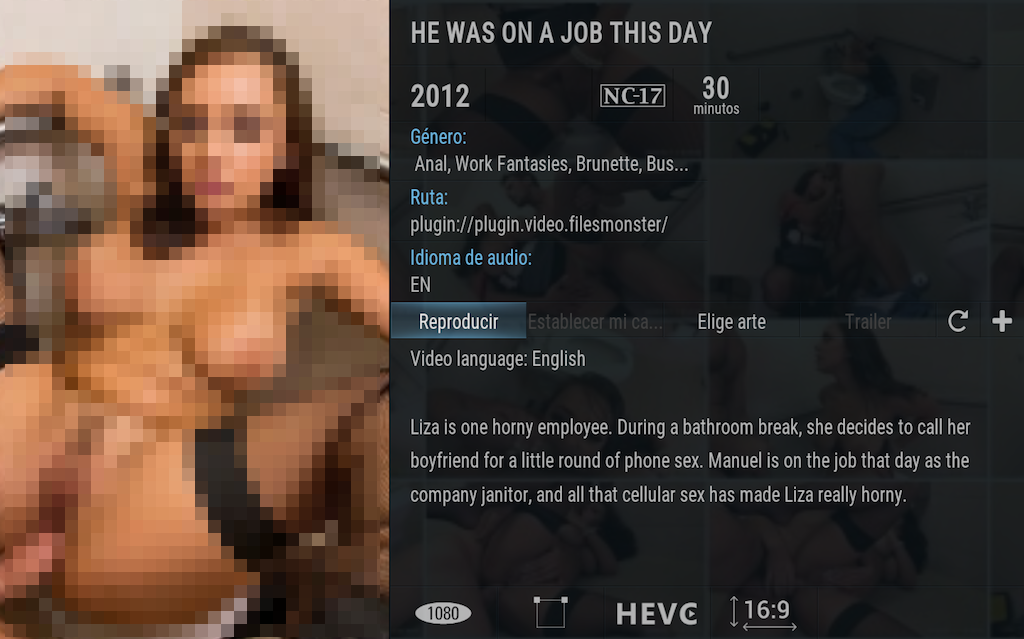 HE WAS ON A JOB THIS DAY
2012
NC-17
30
minutos
Género:
Anal, Work Fantasies, Brunette, Bus...
Ruta:
plugin://plugin.video.filesmonster/
Idioma de audio:
EN
Reproducir Establecer mi ca... Elige arte Trailer
Video language: English
Liza is one horny employee. During a bathroom break, she decides to call her
boyfriend for a little round of phone sex. Manuel is on the job that day as the
company janitor, and all that cellular sex has made Liza really horny.
1080 HEVC 16:9